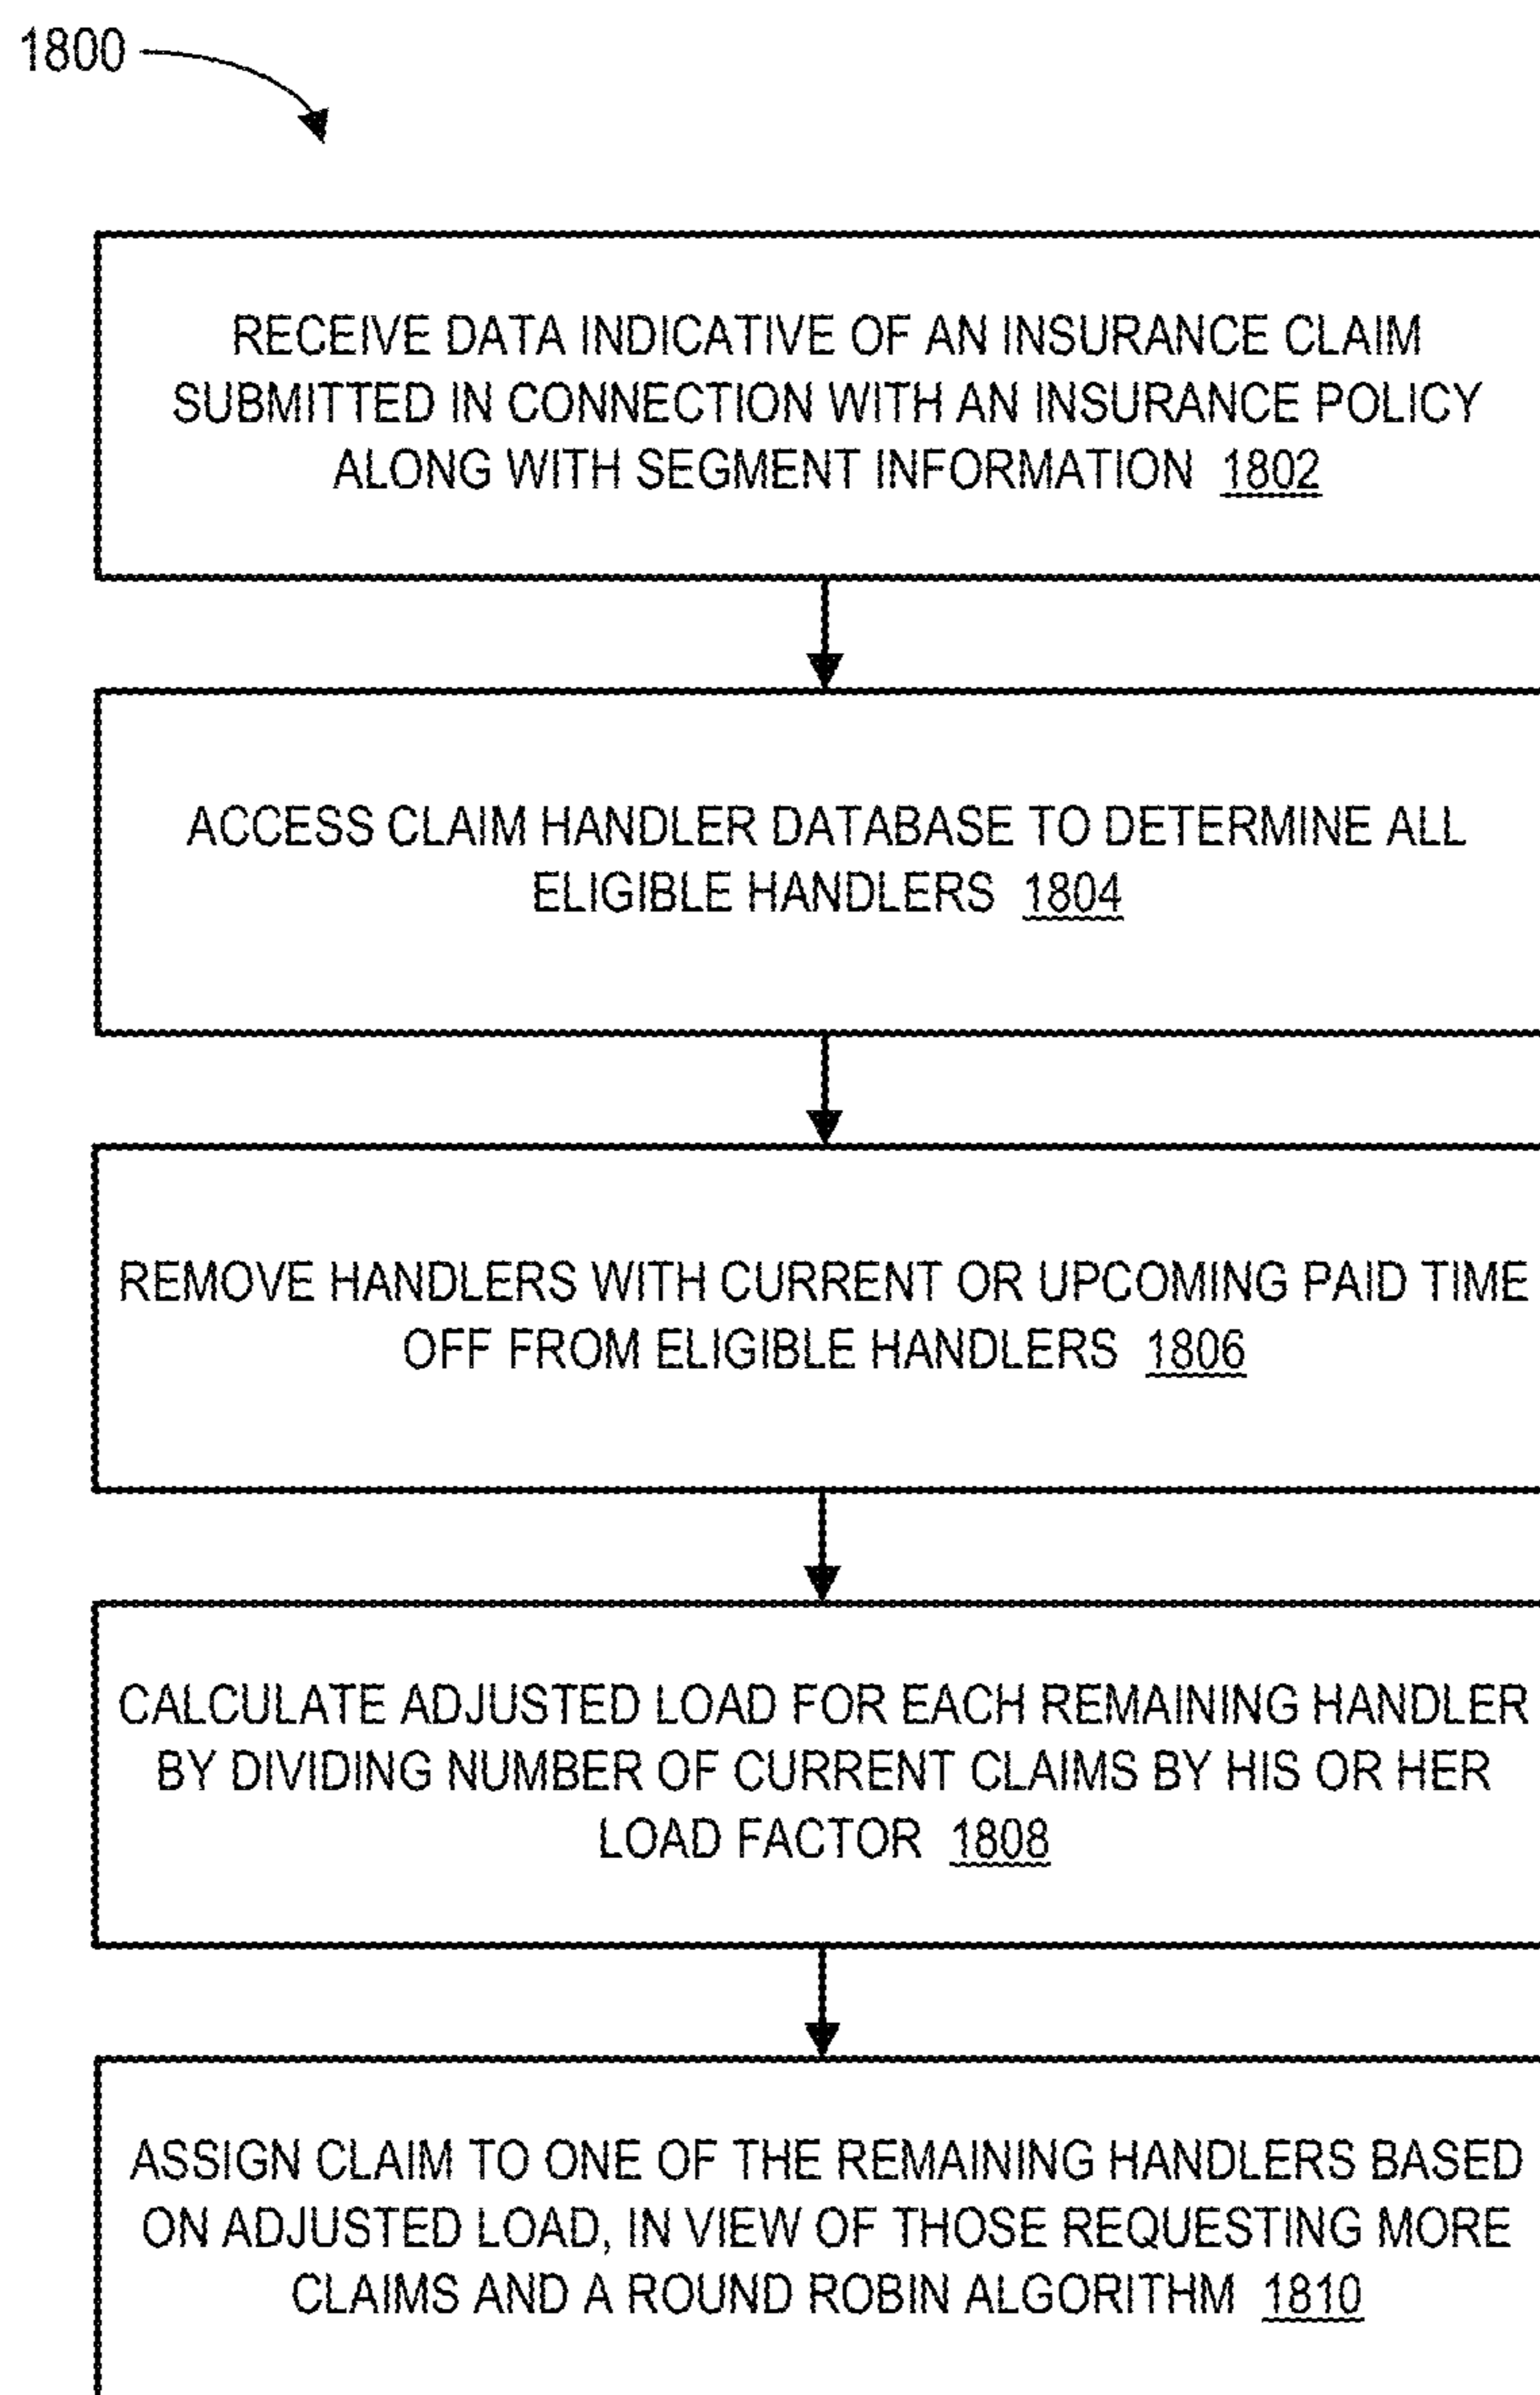 1800
RECEIVE DATA INDICATIVE OF AN INSURANCE CLAIM
SUBMITTED IN CONNECTION WITH AN INSURANCE POLICY
ALONG WITH SEGMENT INFORMATION 1802
ACCESS CLAIM HANDLER DATABASE TO DETERMINE ALL
ELIGIBLE HANDLERS 1804
REMOVE HANDLERS WITH CURRENT OR UPCOMING PAID TIME
OFF FROM ELIGIBLE HANDLERS 1806
CALCULATE ADJUSTED LOAD FOR EACH REMAINING HANDLER
BY DIVIDING NUMBER OF CURRENT CLAIMS BY HIS OR HER
LOAD FACTOR 1808
ASSIGN CLAIM TO ONE OF THE REMAINING HANDLERS BASED
ON ADJUSTED LOAD, IN VIEW OF THOSE REQUESTING MORE
CLAIMS AND A ROUND ROBIN ALGORITHM 1810